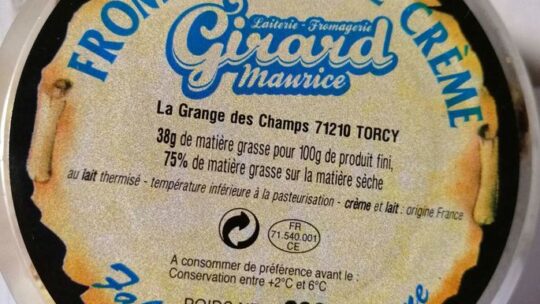 FROM CRÈME
Laiterie - Fromagerie
Girard
Maurice
La Grange des Champs 71210 TORCY
38g de matière grasse pour 100g de produit fini,
75% de matière grasse sur la matière sèche
au lait thermisé - température inférieure à la pasteurisation - crème et lait : origine France
FR
71.540.001
CE
A consommer de préférence avant le :
Conservation entre +2°C et 6°C